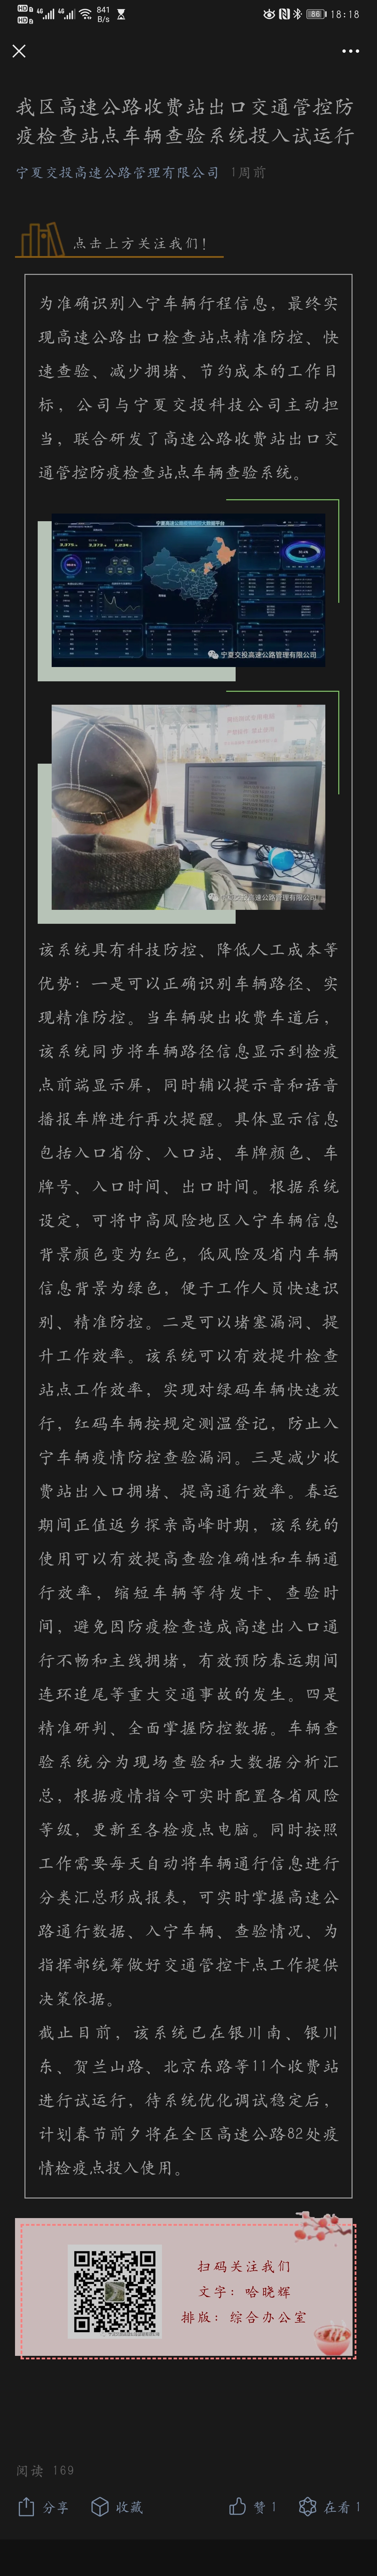 841
B/s
86
18:18
我区高速公路收费站出口交通管控防
疫检查站点车辆查验系统投入试运行
宁夏交投高速公路管理有限公司 1周前
点击上方关注我们！
为准确识别入宁车辆行程信息，最终实
现高速公路出口检查站点精准防控、快
速查验、减少拥堵、节约成本的工作目
标，公司与宁夏交投科技公司主动担
当，联合研发了高速公路收费站出口交
通管控防疫检查站点车辆查验系统。
宁夏交投高速公路管理有限公司
该系统具有科技防控、降低人工成本等
优势：一是可以正确识别车辆路径、实
现精准防控。当车辆驶出收费车道后，
该系统同步将车辆路径信息显示到检疫
点前端显示屏，同时辅以提示音和语音
播报车牌进行再次提醒。具体显示信息
包括入口省份、入口站、车牌颜色、车
牌号、入口时间、出口时间。根据系统
设定，可将中高风险地区入宁车辆信息
背景颜色变为红色，低风险及省内车辆
信息背景为绿色，便于工作人员快速识
别、精准防控。二是可以堵塞漏洞、提
升工作效率。该系统可以有效提升检查
站点工作效率，实现对绿码车辆快速放
行，红码车辆按规定测温登记，防止入
宁车辆疫情防控查验漏洞。三是减少收
费站出入口拥堵、提高通行效率。春运
期间正值返乡探亲高峰时期，该系统的
使用可以有效提高查验准确性和车辆通
行效率，缩短车辆等待发卡、查验时
间，避免因防疫检查造成高速出入口通
行不畅和主线拥堵，有效预防春运期间
连环追尾等重大交通事故的发生。四是
精准研判、全面掌握防控数据。车辆查
验系统分为现场查验和大数据分析汇
总，根据疫情指令可实时配置各省风险
等级，更新至各检疫点电脑。同时按照
工作需要每天自动将车辆通行信息进行
分类汇总形成报表，可实时掌握高速公
路通行数据、入宁车辆、查验情况、为
指挥部统筹做好交通管控卡点工作提供
决策依据。
截止目前，该系统已在银川南、银川
东、贺兰山路、北京东路等11个收费站
进行试运行，待系统优化调试稳定后，
计划春节前夕将在全区高速公路82处疫
情检疫点投入使用。
扫码关注我们
文字：哈晓辉
排版：综合办公室
阅读 169
分享 收藏 赞 1 在看 1